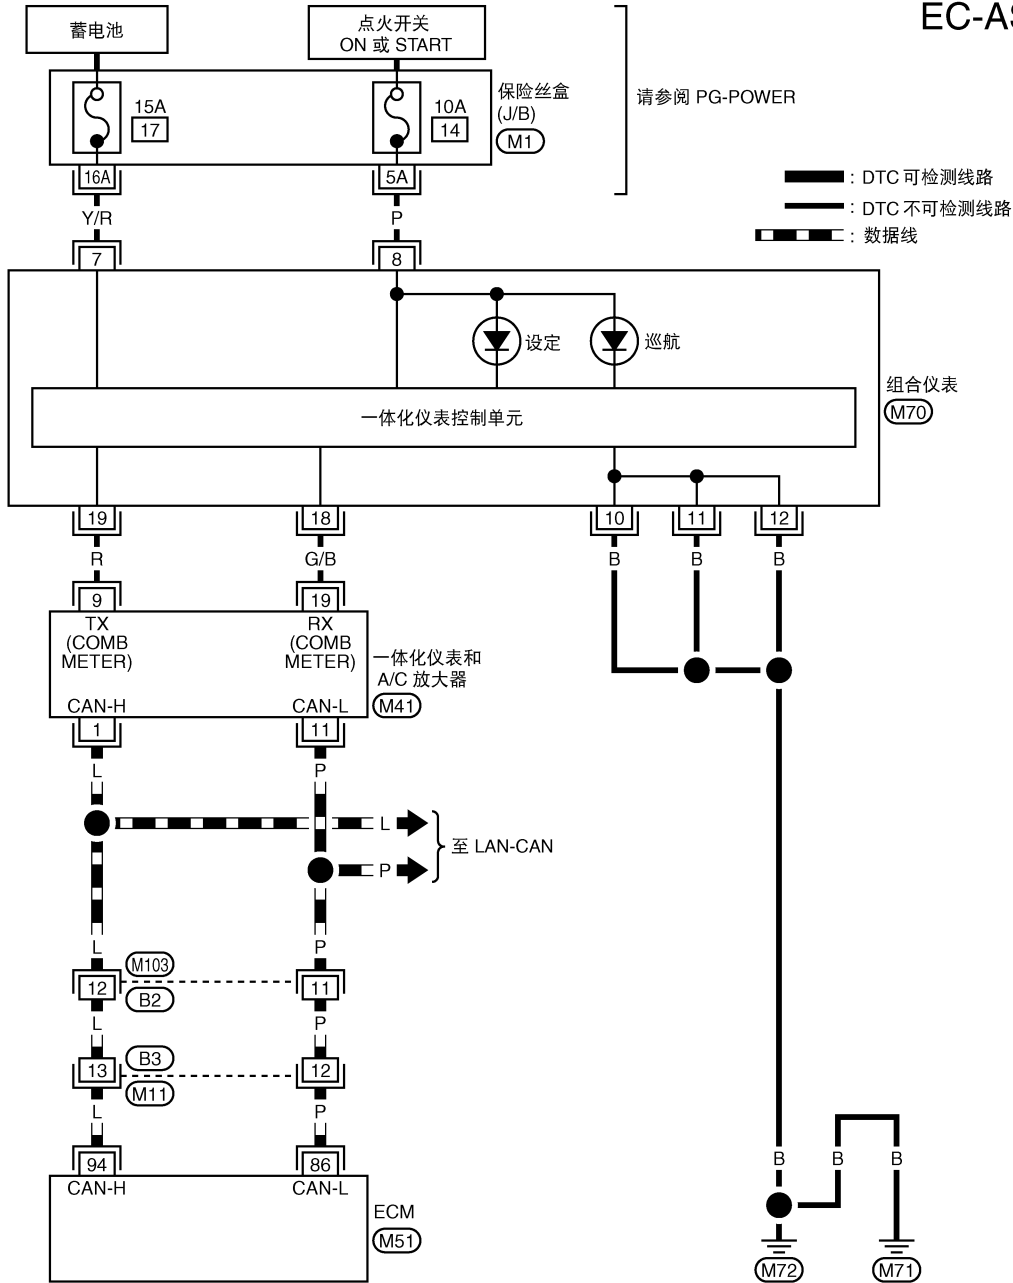 EC-AS
蓄电池
点火开关
ON 或 START
15A
17
10A
14
保险丝盒
(J/B)
M1
请参阅 PG-POWER
16A
5A
: DTC 可检测线路
: DTC 不可检测线路
: 数据线
Y/R
P
7
8
设定
巡航
组合仪表
M70
一体化仪表控制单元
19
18
10
11
12
R
G/B
B
B
B
9
19
TX
(COMB
METER)
RX
(COMB
METER)
一体化仪表和
A/C 放大器
M41
CAN-H
CAN-L
1
11
L
P
L
P
至 LAN-CAN
L
P
M103
12
11
B2
L
P
B3
13
12
M11
L
P
94
86
CAN-H
CAN-L
ECM
M51
B
B
B
M72
M71